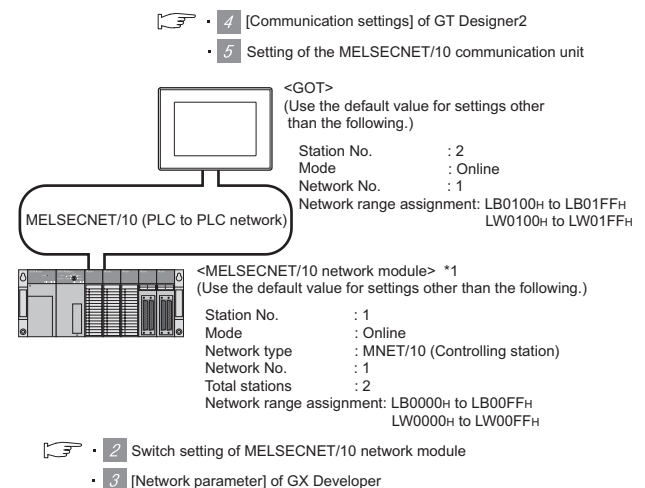 · 4 [Communication settings] of GT Designer2
· 5 Setting of the MELSECNET/10 communication unit
<GOT>
(Use the default value for settings other
than the following.)
Station No. : 2
Mode : Online
Network No. : 1
Network range assignment: LB0100H to LB01FFH
LW0100H to LW01FFH
MELSECNET/10 (PLC to PLC network)
<MELSECNET/10 network module> *1
(Use the default value for settings other than the following.)
Station No. : 1
Mode : Online
Network type : MNET/10 (Controlling station)
Network No. : 1
Total stations : 2
Network range assignment: LB0000H to LB00FFH
LW0000H to LW00FFH
· 2 Switch setting of MELSECNET/10 network module
· 3 [Network parameter] of GX Developer